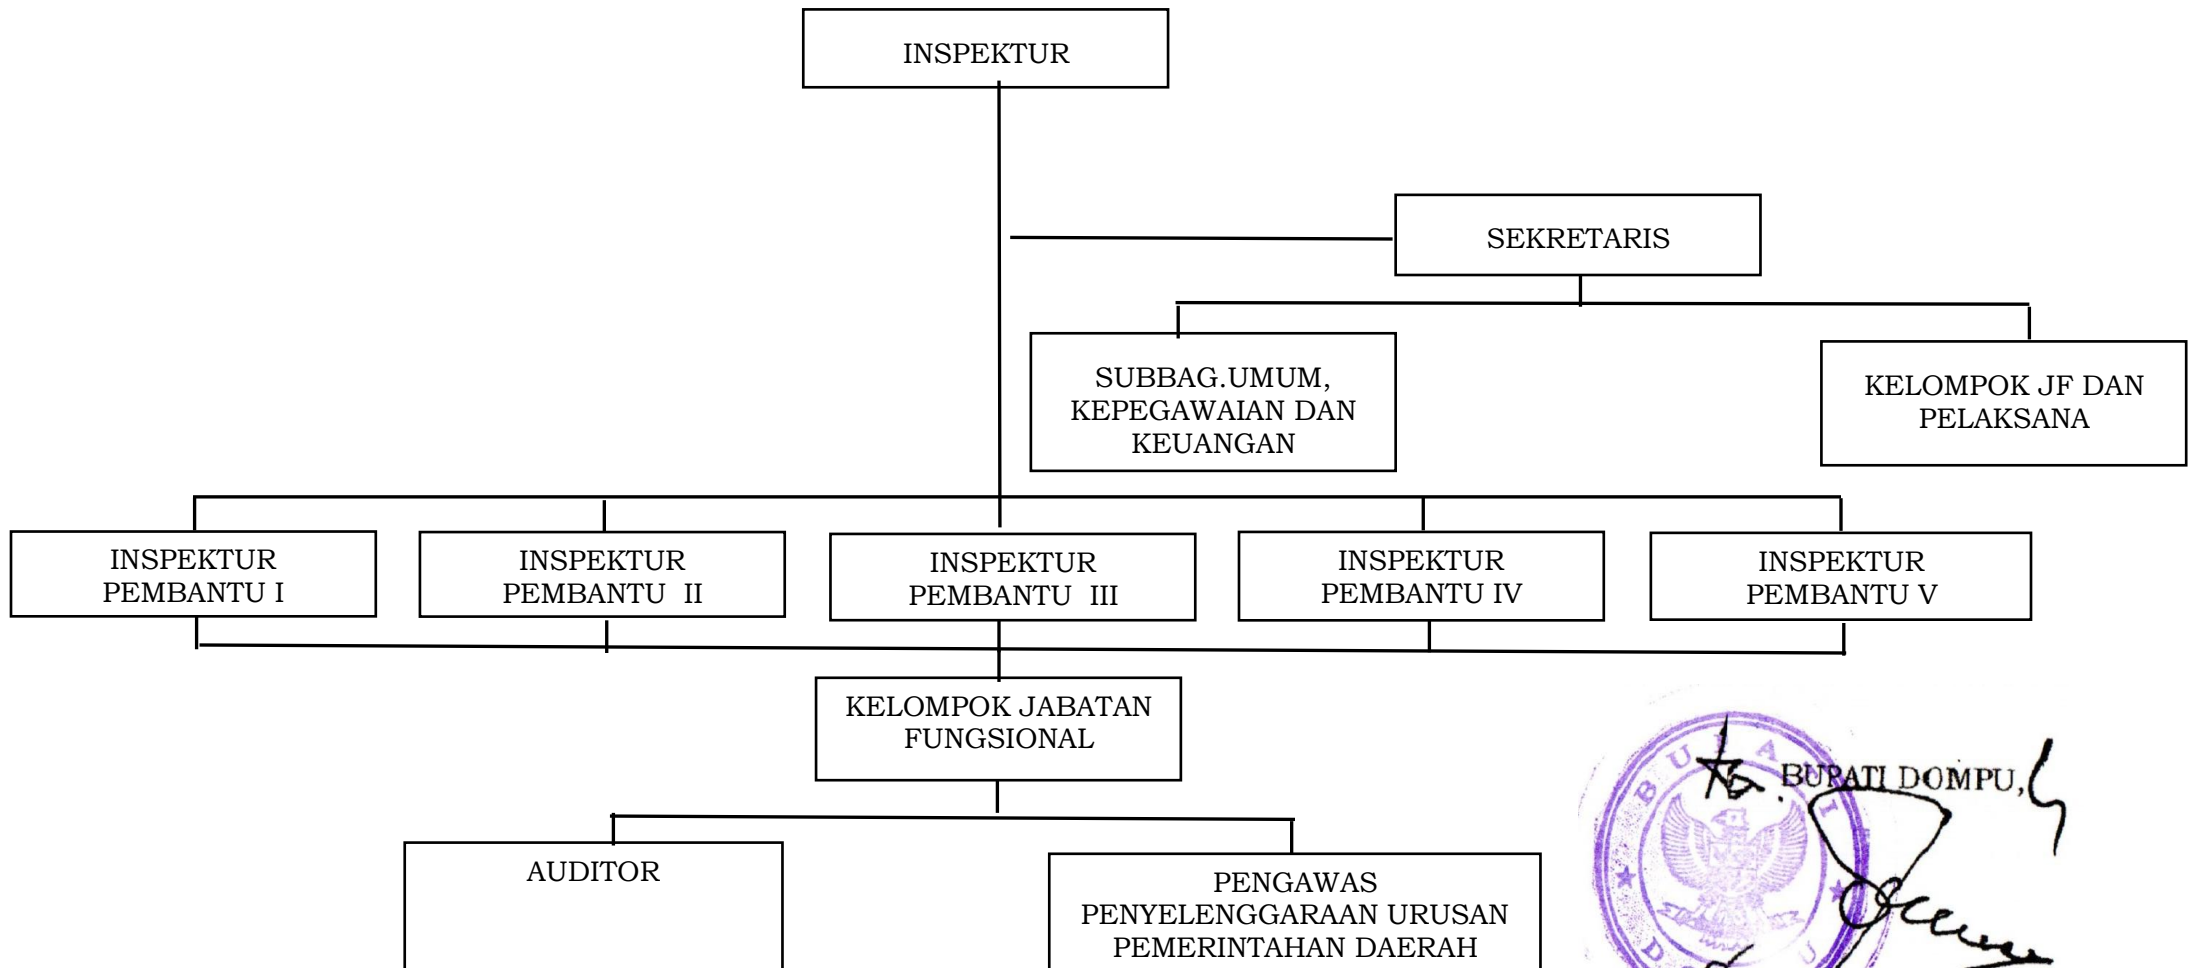 INSPEKTUR
SEKRETARIS
SUBBAG.UMUM,
KEPEGAWAIAN DAN
KEUANGAN
KELOMPOK JF DAN
PELAKSANA
INSPEKTUR
PEMBANTU I
INSPEKTUR
PEMBANTU  II
INSPEKTUR
PEMBANTU  III
INSPEKTUR
PEMBANTU IV
INSPEKTUR
PEMBANTU V
KELOMPOK JABATAN
FUNGSIONAL
AUDITOR
PENGAWAS
PENYELENGGARAAN URUSAN
PEMERINTAHAN DAERAH
BUPATI DOMPU,
BUPATI